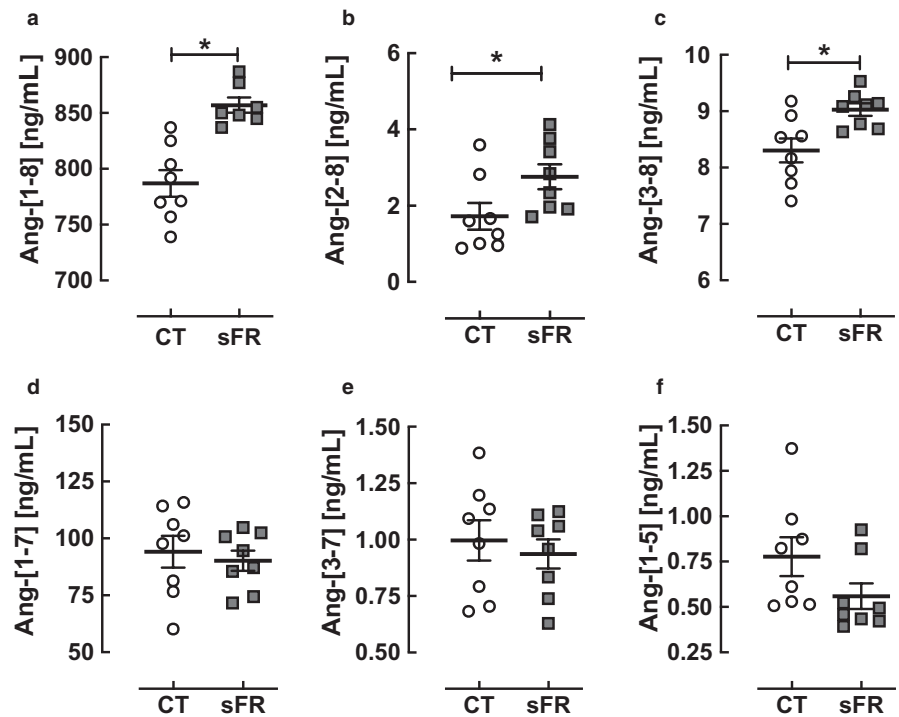 a
Ang-[1-8] [ng/mL]
900
850
800
750
700
*
CT sFR
b
Ang-[2-8] [ng/mL]
6
4
2
0
*
CT sFR
c
Ang-[3-8] [ng/mL]
10
9
8
7
6
*
CT sFR
d
Ang-[1-7] [ng/mL]
150
125
100
75
50
CT sFR
e
Ang-[3-7] [ng/mL]
1.50
1.25
1.00
0.75
0.50
CT sFR
f
Ang-[1-5] [ng/mL]
1.50
1.25
1.00
0.75
0.50
0.25
CT sFR